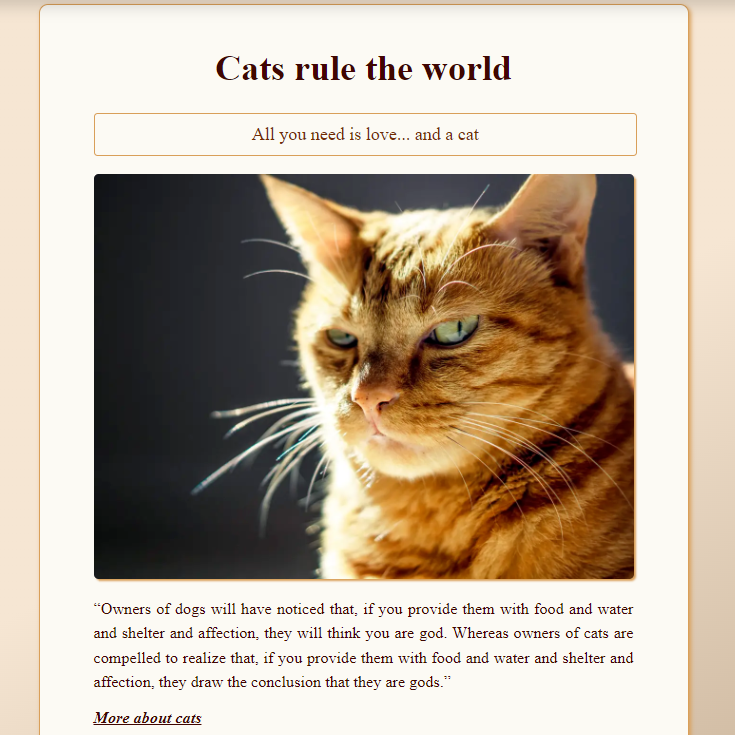 Cats rule the world
All you need is love... and a cat
“Owners of dogs will have noticed that, if you provide them with food and water
and shelter and affection, they will think you are god. Whereas owners of cats are
compelled to realize that, if you provide them with food and water and shelter and
affection, they draw the conclusion that they are gods.”
More about cats